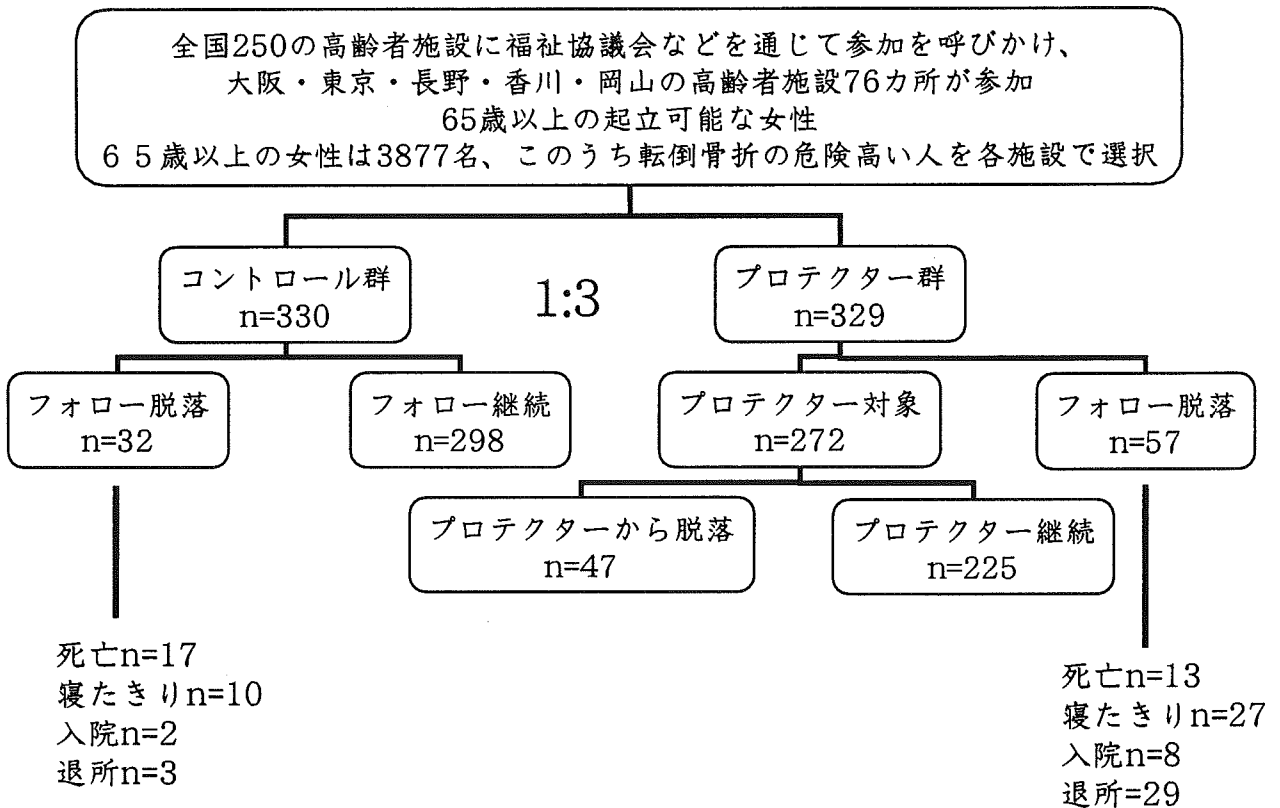 全国250の高齢者施設に福祉協議会などを通じて参加を呼びかけ、
大阪・東京・長野・香川・岡山の高齢者施設76カ所が参加
65歳以上の起立可能な女性
６５歳以上の女性は3877名、このうち転倒骨折の危険高い人を各施設で選択
コントロール群
n=330
1:3
プロテクター群
n=329
フォロー脱落
n=32
フォロー継続
n=298
プロテクター対象
n=272
フォロー脱落
n=57
プロテクターから脱落
n=47
プロテクター継続
n=225
死亡n=17
寝たきりn=10
入院n=2
退所n=3
死亡n=13
寝たきりn=27
入院n=8
退所=29